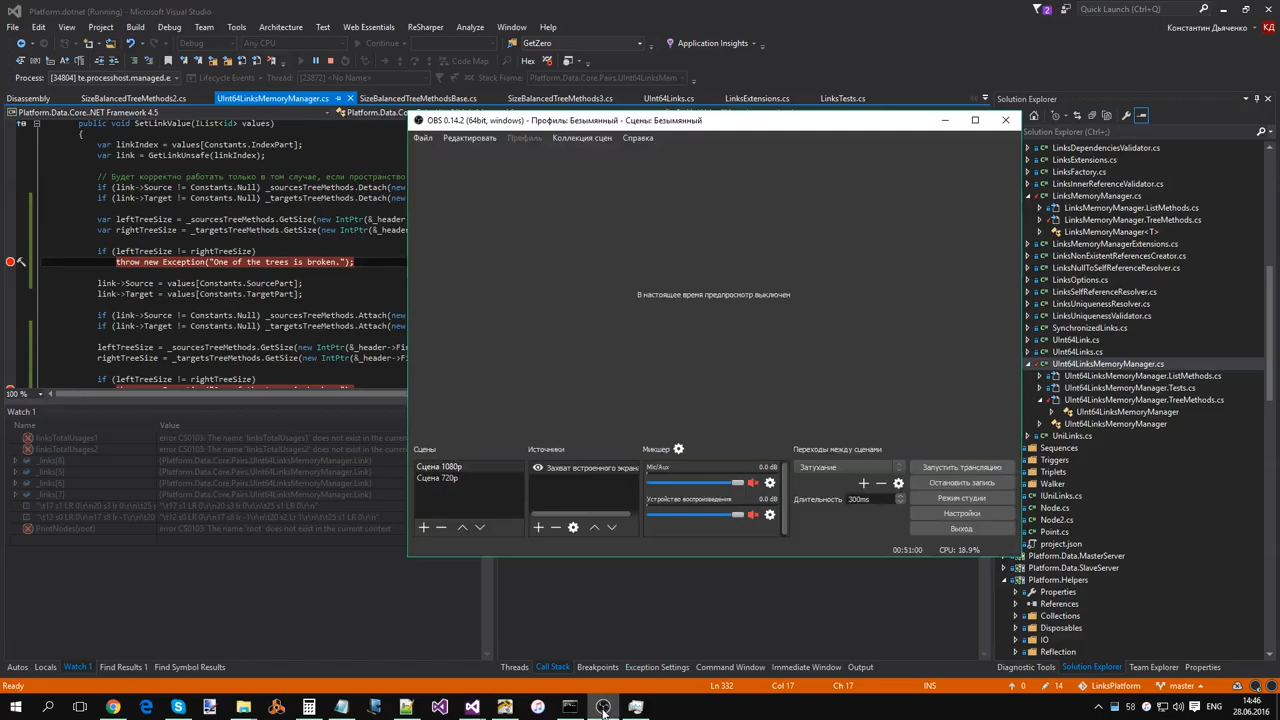 Platform.dotnet (Running) - Microsoft Visual Studio
2
Quick Launch (Ctrl+Q)
File Edit View Project Build Debug Team Tools Test Web Essentials ReSharper Analyze Window Help
Константин Дьяченко КД
Debug Any CPU Continue GetZero Application Insights
Code Map Hex
Process: [34804] te.processhost.managed.e Lifecycle Events Thread: [23872] <No Name> Stack Frame: Platform.Data.Core.Pairs.UInt64LinksMem
Disassembly SizeBalancedTreeMethods2.cs UInt64LinksMemoryManager.cs SizeBalancedTreeMethodsBase.cs SizeBalancedTreeMethods3.cs UInt64Links.cs LinksExtensions.cs LinksTests.cs
Platform.Data.Core.NET Framework 4.5
Platform.Data.Core.Pairs.UInt64LinksMemoryManager
public void SetLinkValue(IList<id> values)
var linkIndex = values[Constants.IndexPart];
var link = GetLinkUnsafe(linkIndex);
// Будет корректно работать только в том случае, если пространство
if (link->Source != Constants.Null) _sourcesTreeMethods.Detach(new
if (link->Target != Constants.Null) _targetsTreeMethods.Detach(new
var leftTreeSize = _sourcesTreeMethods.GetSize(new IntPtr(&_header
var rightTreeSize = _targetsTreeMethods.GetSize(new IntPtr(&_header
if (leftTreeSize != rightTreeSize)
throw new Exception("One of the trees is broken.");
link->Source = values[Constants.SourcePart];
link->Target = values[Constants.TargetPart];
if (link->Source != Constants.Null) _sourcesTreeMethods.Attach(new
if (link->Target != Constants.Null) _targetsTreeMethods.Attach(new
leftTreeSize = _sourcesTreeMethods.GetSize(new IntPtr(&_header->Fi
rightTreeSize = _targetsTreeMethods.GetSize(new IntPtr(&_header->Fi
if (leftTreeSize != rightTreeSize)
100 %
Watch 1
Name Value
linksTotalUsages1 error CS0103: The name 'linksTotalUsages1' does not exist in the current
linksTotalUsages2 error CS0103: The name 'linksTotalUsages2' does not exist in the current
_links[8] {Platform.Data.Core.Pairs.UInt64LinksMemoryManager.Link}
_links[5] {Platform.Data.Core.Pairs.UInt64LinksMemoryManager.Link}
_links[6] {Platform.Data.Core.Pairs.UInt64LinksMemoryManager.Link}
_links[7] {Platform.Data.Core.Pairs.UInt64LinksMemoryManager.Link}
PrintNodes(root) error CS0103: The name 'root' does not exist in the current context
OBS 0.14.2 (64bit, windows) - Профиль: Безымянный - Сцены: Безымянный
Файл Редактировать Профиль Коллекция сцен Справка
В настоящее время предпросмотр выключен
Сцены
Сцена 1080p
Сцена 720p
Источники
Захват встроенного экрана
Микшер
Mic/Aux 0.0 dB
Устройство воспроизведения 0.0 dB
Переходы между сценами
Затухание
Длительность 300ms
Запустить трансляцию
Остановить запись
Режим студии
Настройки
Выход
00:51:00 CPU: 18.9%
Solution Explorer
Search Solution Explorer (Ctrl+;)
LinksDependenciesValidator.cs
LinksExtensions.cs
LinksFactory.cs
LinksInnerReferenceValidator.cs
LinksMemoryManager.cs
LinksMemoryManager.ListMethods.cs
LinksMemoryManager.TreeMethods.cs
LinksMemoryManager<T>
LinksMemoryManagerExtensions.cs
LinksNonExistentReferencesCreator.cs
LinksNullToSelfReferenceResolver.cs
LinksOptions.cs
LinksSelfReferenceResolver.cs
LinksUniquenessResolver.cs
LinksUniquenessValidator.cs
SynchronizedLinks.cs
UInt64Link.cs
UInt64Links.cs
UInt64LinksMemoryManager.cs
UInt64LinksMemoryManager.ListMethods.cs
UInt64LinksMemoryManager.Tests.cs
UInt64LinksMemoryManager.TreeMethods.cs
UInt64LinksMemoryManager
UInt64LinksMemoryManager
UniLinks.cs
Sequences
Triggers
Triplets
Walker
IUniLinks.cs
Node.cs
Node2.cs
Point.cs
project.json
Platform.Data.MasterServer
Platform.Data.SlaveServer
Platform.Helpers
Properties
References
Collections
Disposables
IO
Reflection
Autos Locals Watch 1 Find Results 1 Find Symbol Results
Threads Call Stack Breakpoints Exception Settings Command Window Immediate Window Output
Diagnostic Tools Solution Explorer Team Explorer Properties
Ready Ln 332 Col 17 Ch 17 INS 0 14 LinksPlatform master
58 ENG 14:46
28.06.2016